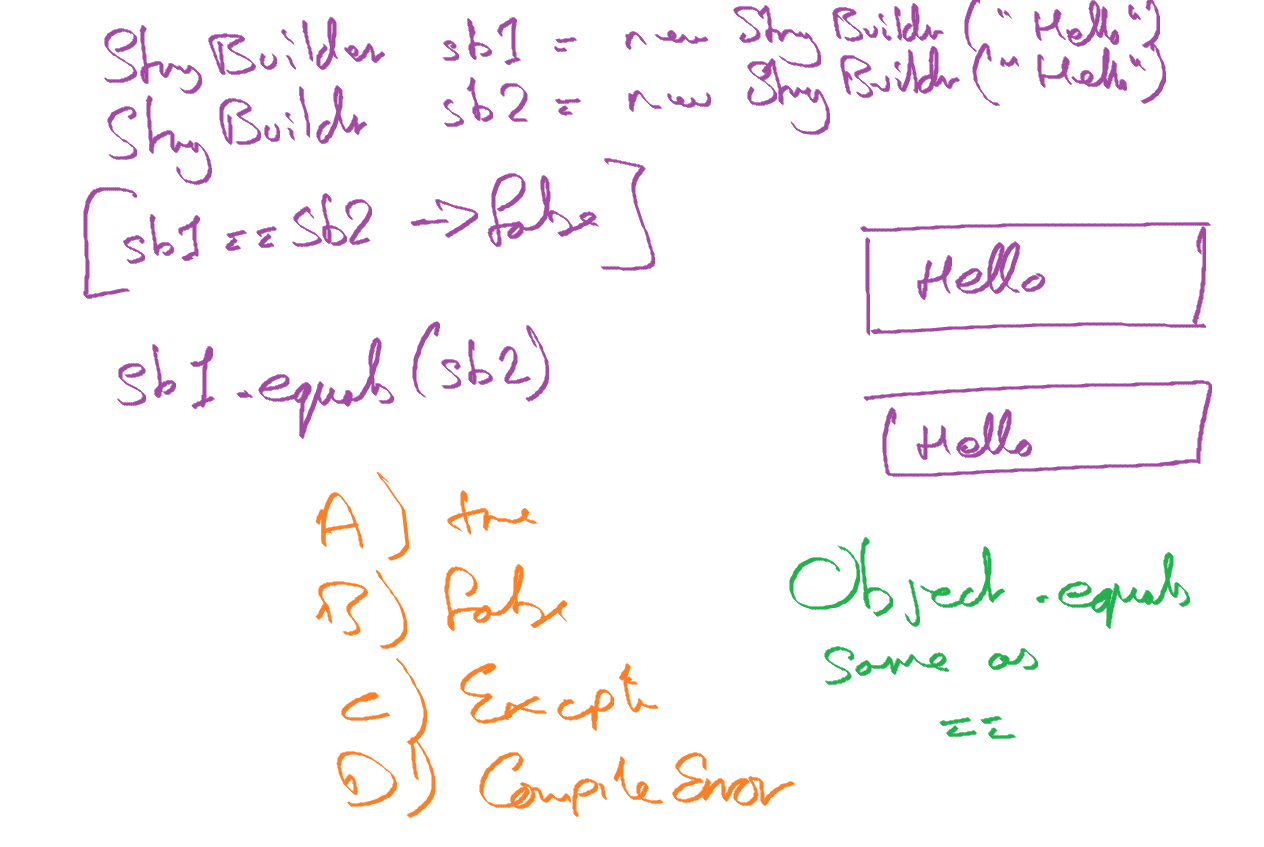 StringBuilder sb1 = new StringBuilder("Hello")
StringBuilder sb2 = new StringBuilder("Hello")
[sb1 == sb2 -> false]
Hello
sb1.equals(sb2)
Hello
A) true
B) false
Object.equals
C) Except
same as
==
D) Compile Error